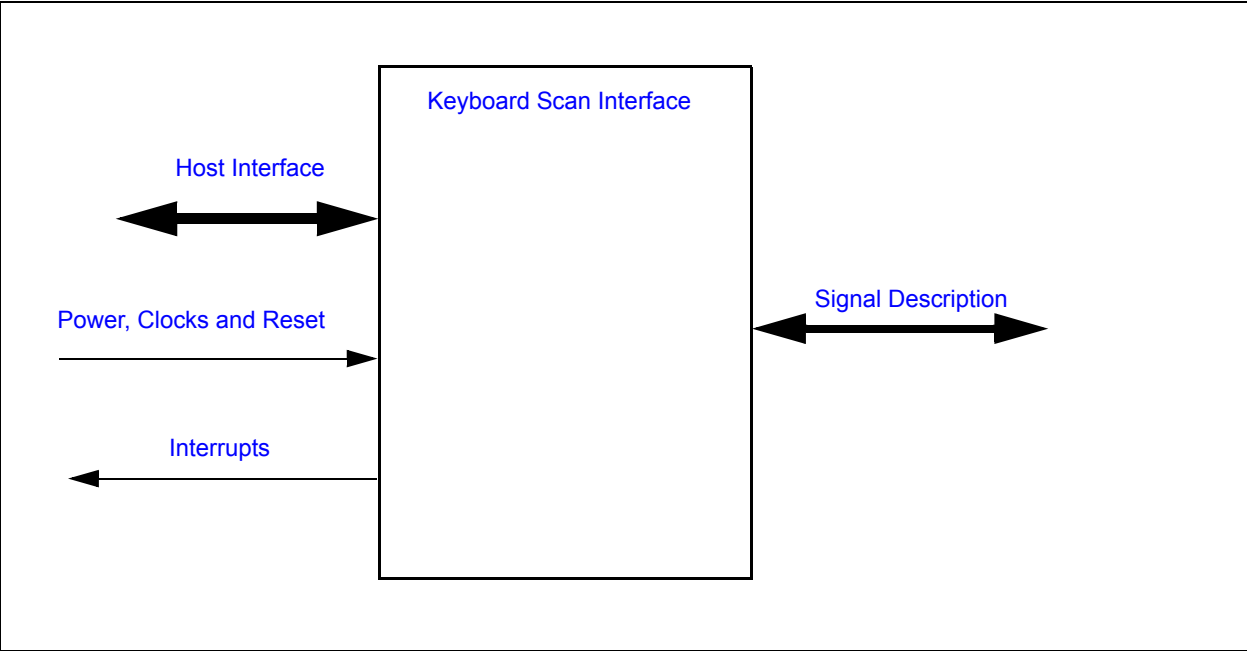 Keyboard Scan Interface
Host Interface
Signal Description
Power, Clocks and Reset
Interrupts